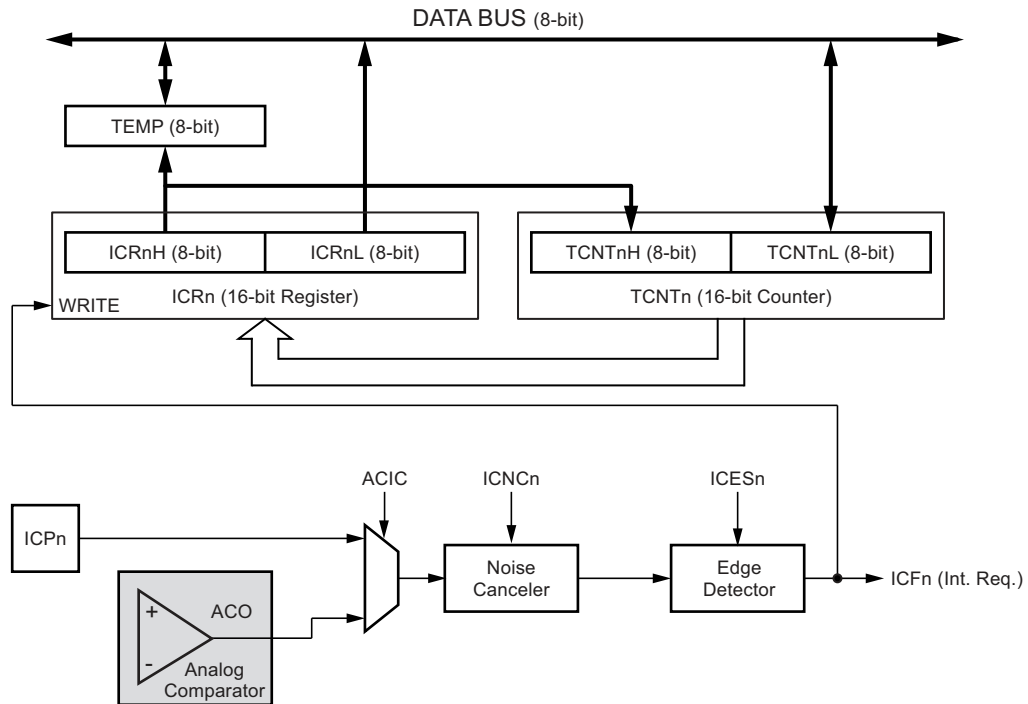 DATA BUS (8-bit)
TEMP (8-bit)
ICRnH (8-bit)
ICRnL (8-bit)
TCNTnH (8-bit)
TCNTnL (8-bit)
WRITE
ICRn (16-bit Register)
TCNTn (16-bit Counter)
ACIC
ICNCn
ICESn
ICPn
Noise
Canceler
Edge
Detector
ICFn (Int. Req.)
+
ACO
-
Analog
Comparator